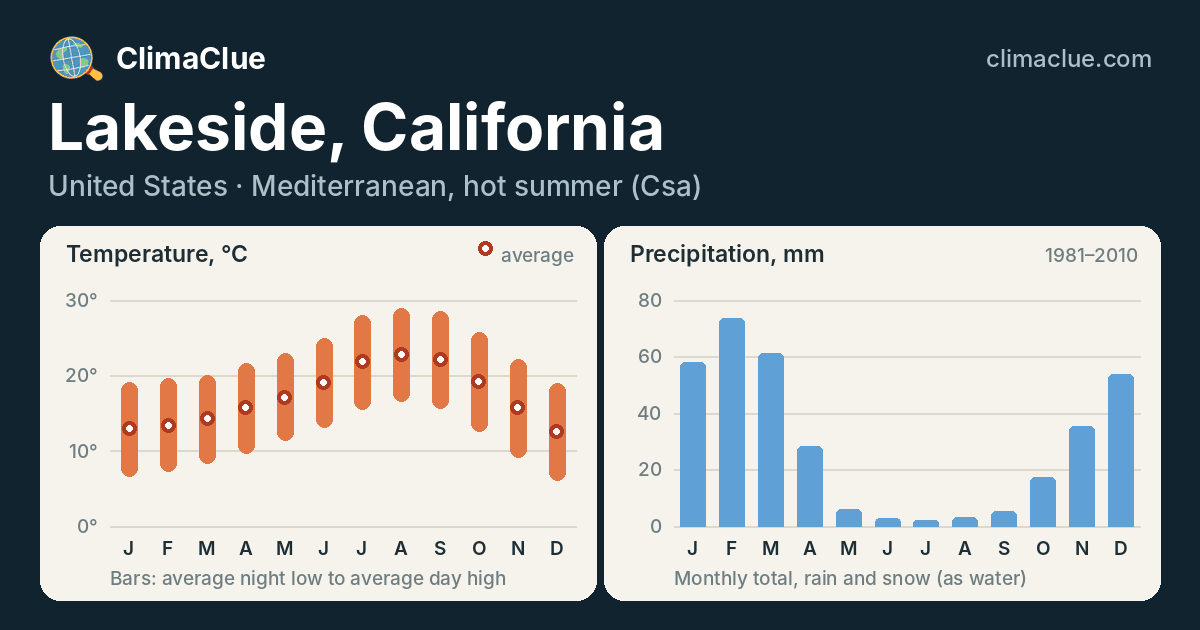 ClimaClue
climaclue.com
Lakeside, California
United States · Mediterranean, hot summer (Csa)
Temperature, °C
average
30°
20°
10°
0°
J F M A M J J A S O N D
Bars: average night low to average day high
Precipitation, mm
1981–2010
80
60
40
20
0
J F M A M J J A S O N D
Monthly total, rain and snow (as water)